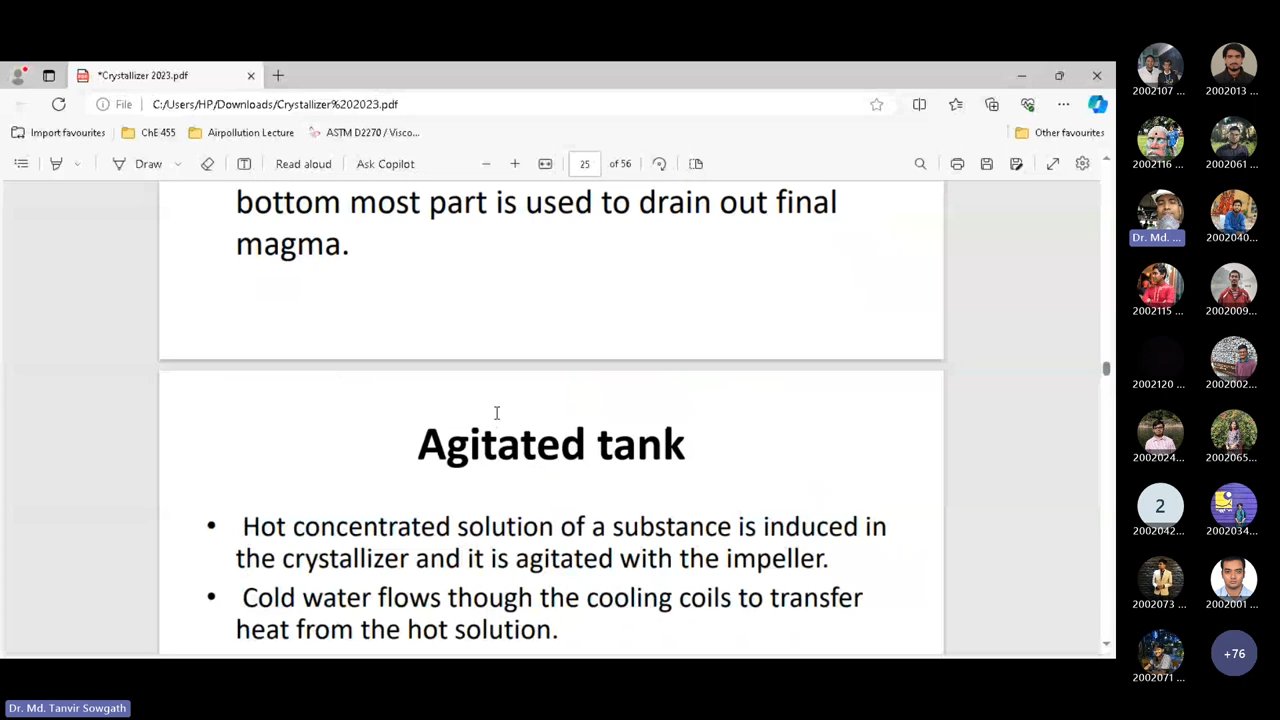 *Crystallizer 2023.pdf
File C:/Users/HP/Downloads/Crystallizer%202023.pdf
Import favourites ChE 455 Airpollution Lecture ASTM D2270 / Visco... Other favourites
Draw Read aloud Ask Copilot 25 of 56
bottom most part is used to drain out final
magma.
Agitated tank
• Hot concentrated solution of a substance is induced in
the crystallizer and it is agitated with the impeller.
• Cold water flows though the cooling coils to transfer
heat from the hot solution.
2002107 ... 2002013 ...
2002116 ... 2002061 ...
Dr. Md. ... 2002040...
2002115 ... 2002009...
2002120 ... 2002002...
2002024... 2002065...
2
2002042... 2002034...
2002073 ... 2002001 ...
+76
2002071 ...
Dr. Md. Tanvir Sowgath